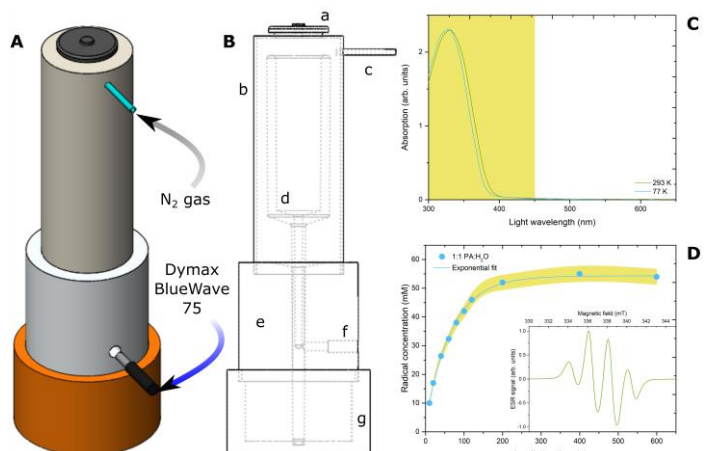 A
N₂ gas
Dymax
BlueWave
75
B
a
b
c
d
e
f
g
C
Absorption (arb. units)
2
1
0
293 K
77 K
300 400 500 600
Light wavelength (nm)
D
Radical concentration (mM)
60
50
40
30
20
10
0
1:1 PA:H₂O
Exponential fit
Magnetic field (mT)
330 332 334 336 338 340 342 344
ESR signal (arb. units)
1.0
0.5
0.0
-0.5
-1.0
0 100 200 300 400 500 600